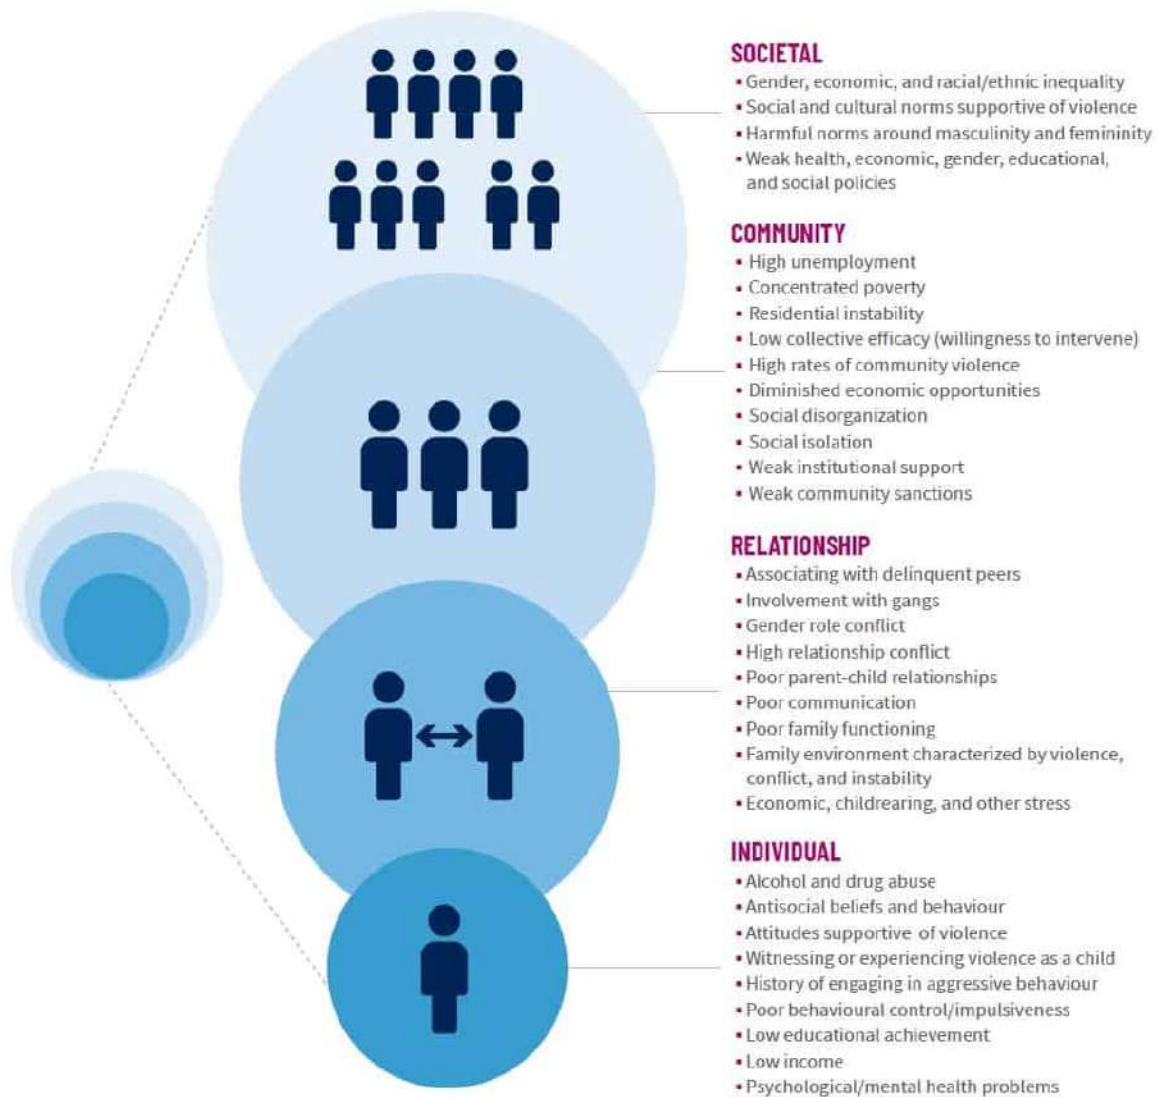 SOCIETAL
▪ Gender, economic, and racial/ethnic inequality
▪ Social and cultural norms supportive of violence
▪ Harmful norms around masculinity and femininity
▪ Weak health, economic, gender, educational,
and social policies
COMMUNITY
▪ High unemployment
▪ Concentrated poverty
▪ Residential instability
▪ Low collective efficacy (willingness to intervene)
▪ High rates of community violence
▪ Diminished economic opportunities
▪ Social disorganization
▪ Social isolation
▪ Weak institutional support
▪ Weak community sanctions
RELATIONSHIP
▪ Associating with delinquent peers
▪ Involvement with gangs
▪ Gender role conflict
▪ High relationship conflict
▪ Poor parent-child relationships
▪ Poor communication
▪ Poor family functioning
▪ Family environment characterized by violence,
conflict, and instability
▪ Economic, childrearing, and other stress
INDIVIDUAL
▪ Alcohol and drug abuse
▪ Antisocial beliefs and behaviour
▪ Attitudes supportive of violence
▪ Witnessing or experiencing violence as a child
▪ History of engaging in aggressive behaviour
▪ Poor behavioural control/impulsiveness
▪ Low educational achievement
▪ Low income
▪ Psychological/mental health problems